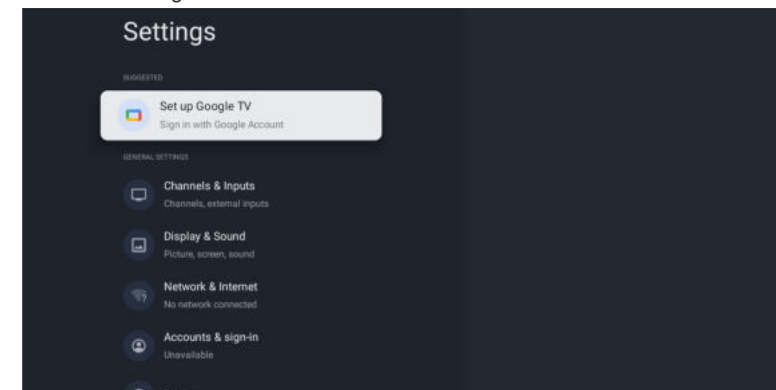 Settings
SUGGESTED
Set up Google TV
Sign in with Google Account
GENERAL SETTINGS
Channels & Inputs
Channels, external inputs
Display & Sound
Picture, screen, sound
Network & Internet
No network connected
Accounts & sign-in
Unavailable